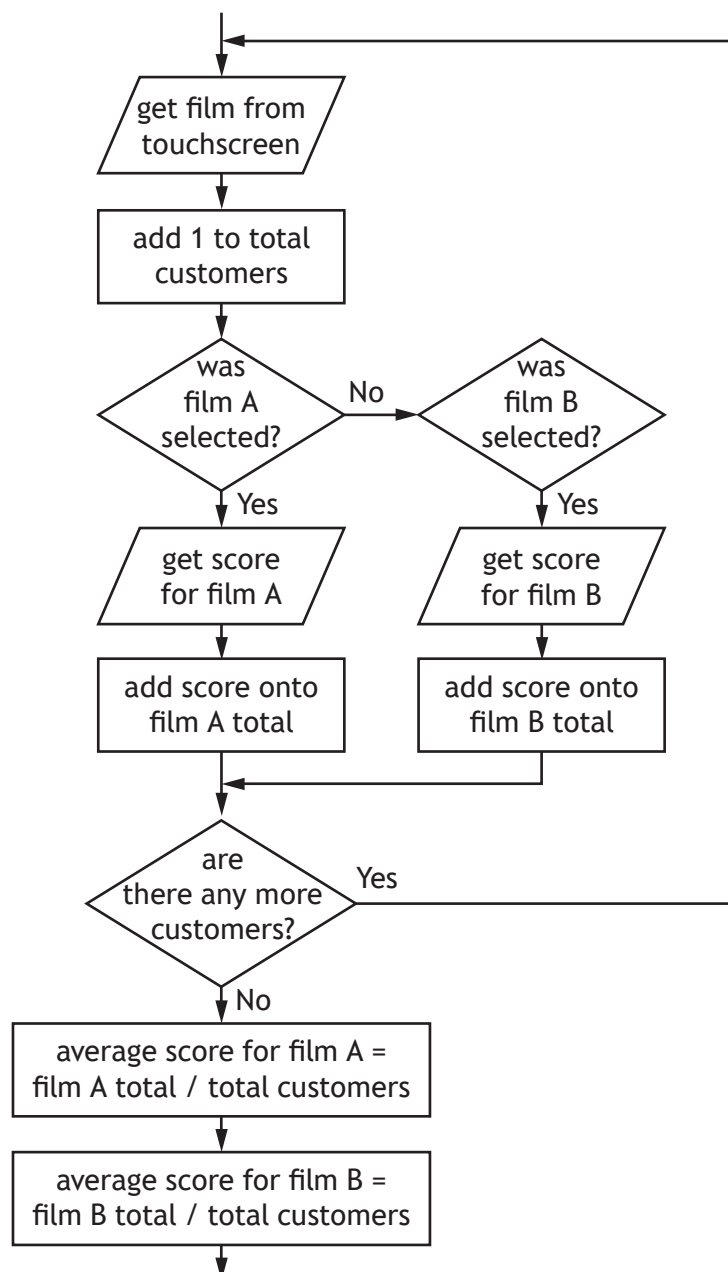 get film from
touchscreen
add 1 to total
customers
was
film A
selected?
No
was
film B
selected?
Yes
Yes
get score
for film A
get score
for film B
add score onto
film A total
add score onto
film B total
are
there any more
customers?
Yes
No
average score for film A =
film A total / total customers
average score for film B =
film B total / total customers